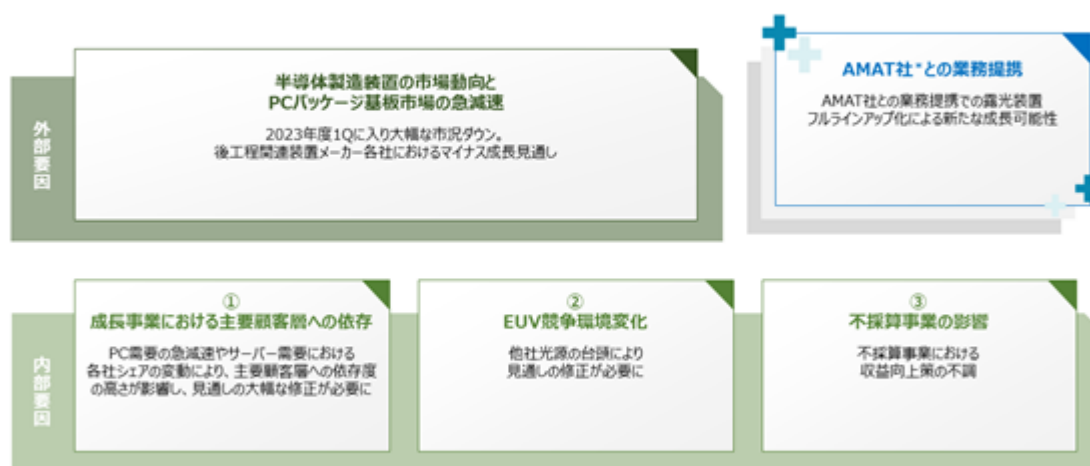 外部要因
半導体製造装置の市場動向と
PCパッケージ基板市場の急減速
2023年度1Qに入り大幅な市況ダウン。
後工程関連装置メーカー各社におけるマイナス成長見通し
AMAT社*との業務提携
AMAT社との業務提携での露光装置
フルラインアップ化による新たな成長可能性
内部要因
①
成長事業における主要顧客層への依存
PC需要の急減速やサーバー需要における
各社シェアの変動により、主要顧客層への依存度
の高さが影響し、見通しの大幅な修正が必要に
②
EUV競争環境変化
他社光源の台頭により
見通しの修正が必要に
③
不採算事業の影響
不採算事業における
収益向上策の不調